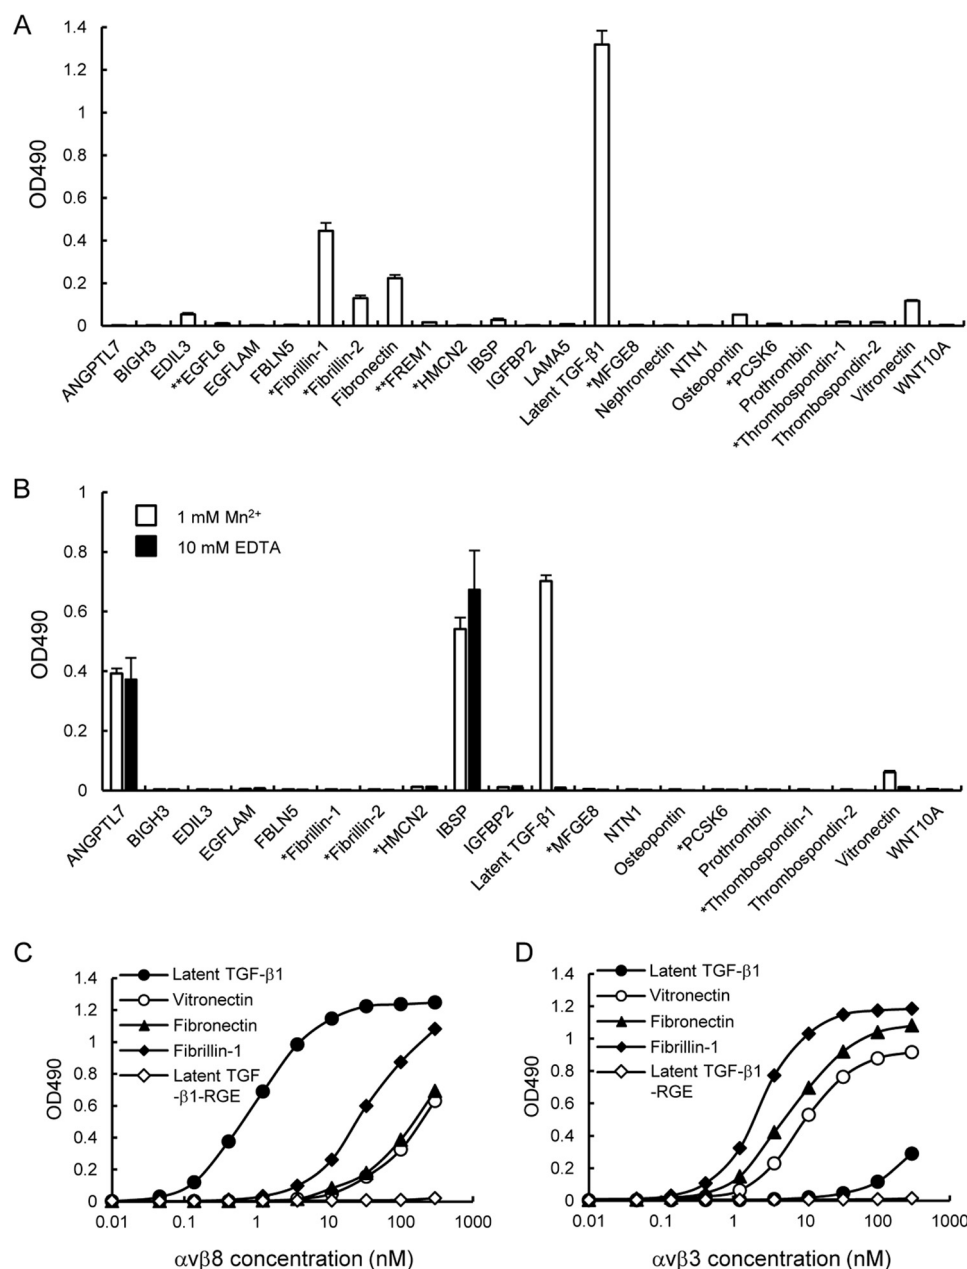 A
1.4
1.2
1
0.8
0.6
0.4
0.2
0
OD490
ANGPTL7
BIGH3
EDIL3
**EGFL6
EGFLAM
FBLN5
*Fibrillin-1
*Fibrillin-2
Fibronectin
**FREM1
*HMCN2
IBSP
IGFBP2
LAMA5
Latent TGF-β1
*MFGE8
Nephronectin
NTN1
Osteopontin
*PCSK6
Prothrombin
*Thrombospondin-1
Thrombospondin-2
Vitronectin
WNT10A
B
1
0.8
0.6
0.4
0.2
0
OD490
1 mM Mn²⁺
10 mM EDTA
ANGPTL7
BIGH3
EDIL3
EGFLAM
FBLN5
*Fibrillin-1
*Fibrillin-2
*HMCN2
IBSP
IGFBP2
Latent TGF-β1
*MFGE8
NTN1
Osteopontin
*PCSK6
Prothrombin
*Thrombospondin-1
Thrombospondin-2
Vitronectin
WNT10A
C
1.4
1.2
1
0.8
0.6
0.4
0.2
0
OD490
Latent TGF-β1
Vitronectin
Fibronectin
Fibrillin-1
Latent TGF
-β1-RGE
0.01 0.1 1 10 100 1000
αvβ8 concentration (nM)
D
1.4
1.2
1
0.8
0.6
0.4
0.2
0
OD490
Latent TGF-β1
Vitronectin
Fibronectin
Fibrillin-1
Latent TGF-β1
-RGE
0.01 0.1 1 10 100 1000
αvβ3 concentration (nM)